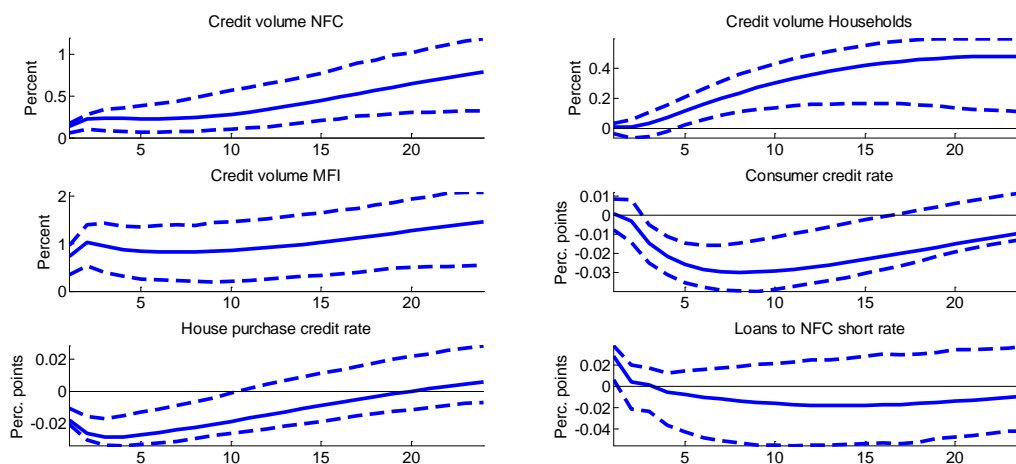 Credit volume NFC
Percent
1
0.5
0
5 10 15 20
Credit volume Households
Percent
0.4
0.2
0
5 10 15 20
Credit volume MFI
Percent
2
1
0
5 10 15 20
Consumer credit rate
Perc. points
0.01
0
-0.01
-0.02
-0.03
5 10 15 20
House purchase credit rate
Perc. points
0.02
0
-0.02
5 10 15 20
Loans to NFC short rate
Perc. points
0.02
0
-0.02
-0.04
5 10 15 20